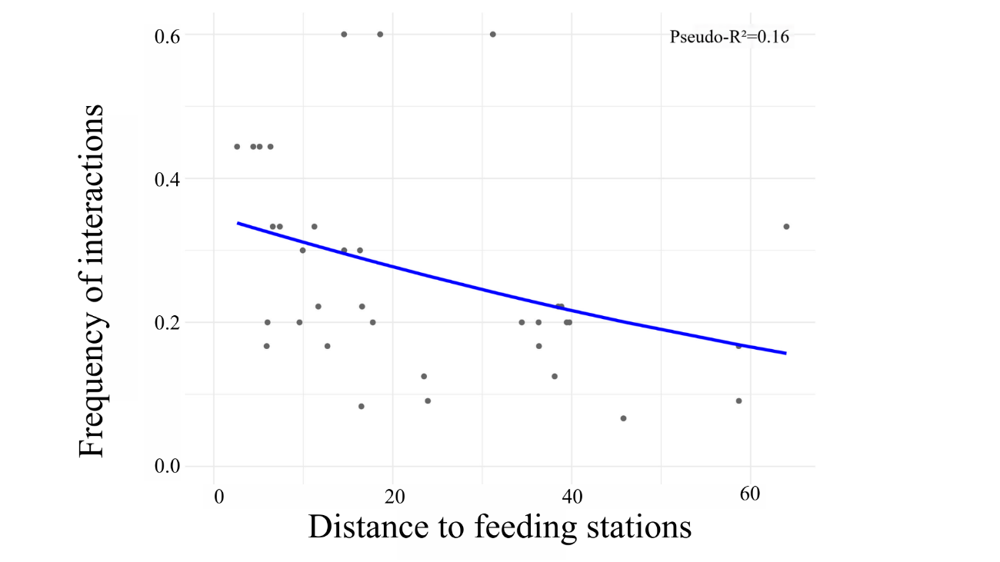 Pseudo-R²=0.16
0.6
0.4
0.2
0.0
Frequency of interactions
0 20 40 60
Distance to feeding stations